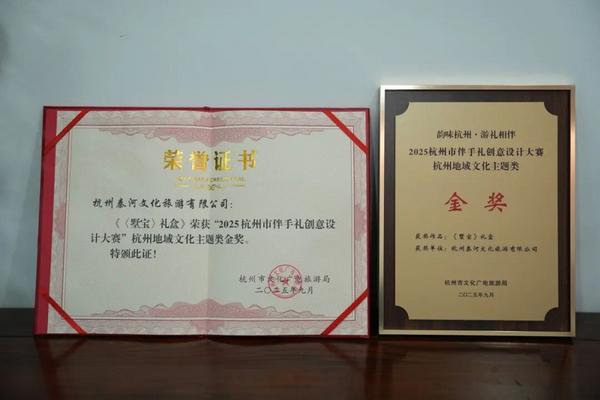 荣誉证书
杭州泰河文化旅游有限公司：
《〈墅宝〉礼盒》荣获“2025杭州市伴手礼创意设
计大赛”杭州地域文化主题类金奖。
特颁此证！
杭州市文化广电旅游局
二〇二五年九月
韵味杭州·游礼相伴
2025杭州市伴手礼创意设计大赛
杭州地域文化主题类
金奖
获奖作品：《墅宝》礼盒
获奖单位：杭州泰河文化旅游有限公司
杭州市文化广电旅游局
二〇二五年九月